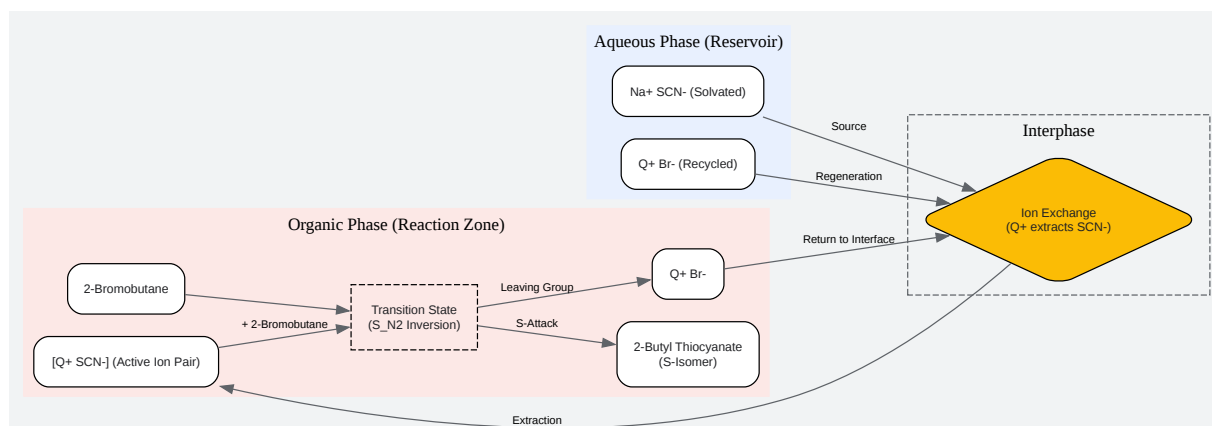 Aqueous Phase (Reservoir)
Na+ SCN- (Solvated)
Q+ Br- (Recycled)
Source
Regeneration
Interphase
Ion Exchange
(Q+ extracts SCN-)
Organic Phase (Reaction Zone)
2-Bromobutane
[Q+ SCN-] (Active Ion Pair)
+ 2-Bromobutane
Transition State
(S_N2 Inversion)
Leaving Group
S-Attack
Q+ Br-
2-Butyl Thiocyanate
(S-Isomer)
Return to Interface
Extraction